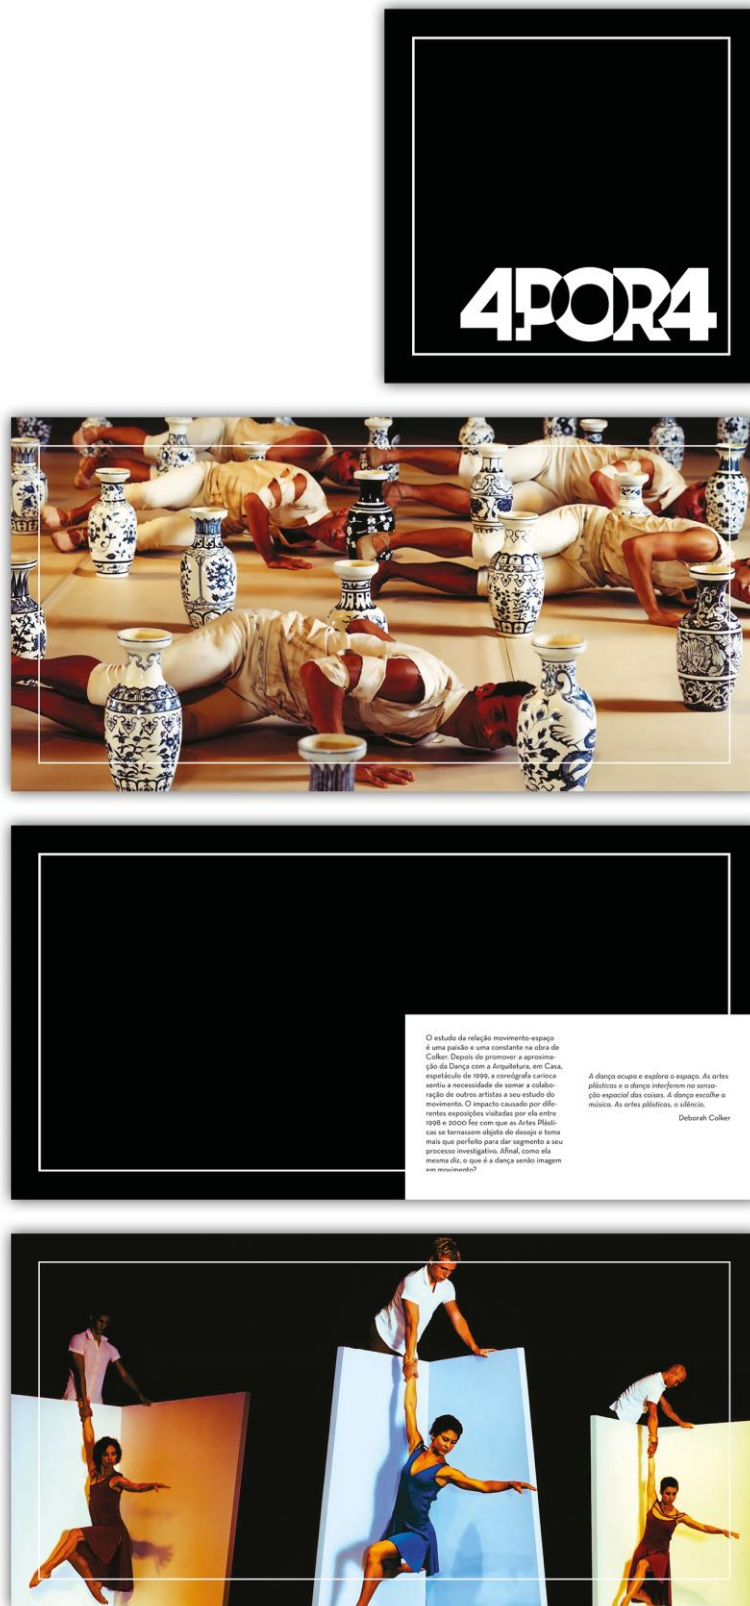 4POR4
O estudo da relação movimento-espaço
é uma paixão e uma constante na obra de
Colker. Depois de promover a aproxima-
ção da Dança com a Arquitetura, em Casa,
espetáculo de 1999, a coreógrafa carioca
sentiu a necessidade de somar a colabo-
ração de outros artistas a seu estudo do
movimento. O impacto causado por dife-
rentes exposições visitadas por ela entre
1998 e 2000 fez com que as Artes Plásti-
cas se tornassem objeto de desejo e tema
mais que perfeito para dar segmento a seu
processo investigativo. Afinal, como ela
mesma diz, o que é a dança senão imagem
em movimento?
A dança ocupa e explora o espaço. As artes
plásticas e a dança interferem na sensa-
ção espacial das coisas. A dança escolhe a
música. As artes plásticas, o silêncio.
Deborah Colker